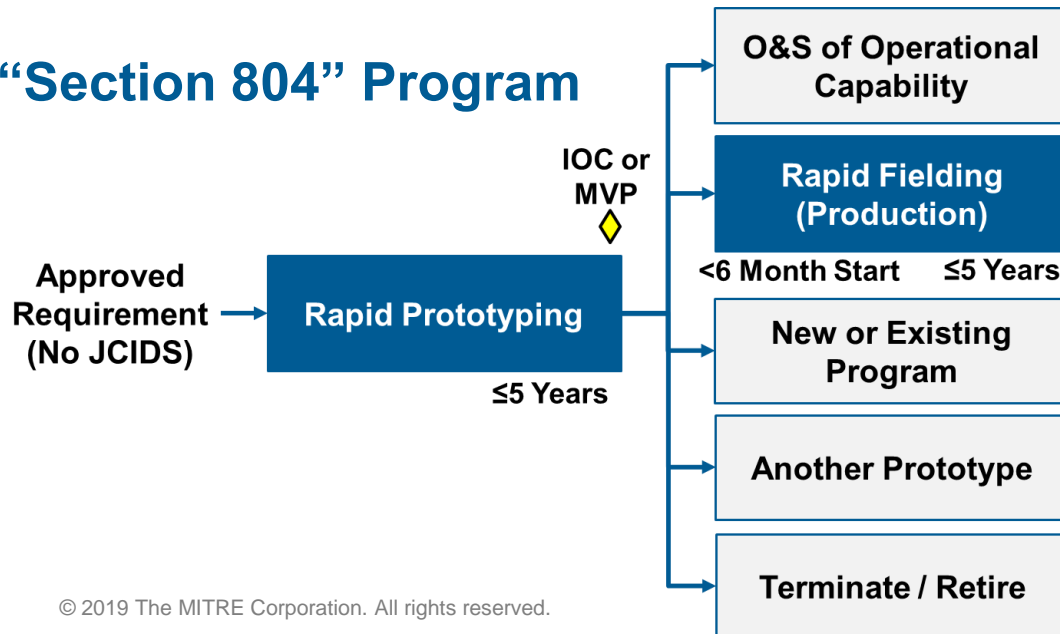 “Section 804” Program
O&S of Operational
Capability
IOC or
MVP
Rapid Fielding
(Production)
<6 Month Start ≤5 Years
Approved
Requirement
(No JCIDS)
Rapid Prototyping
≤5 Years
New or Existing
Program
Another Prototype
Terminate / Retire
© 2019 The MITRE Corporation. All rights reserved.